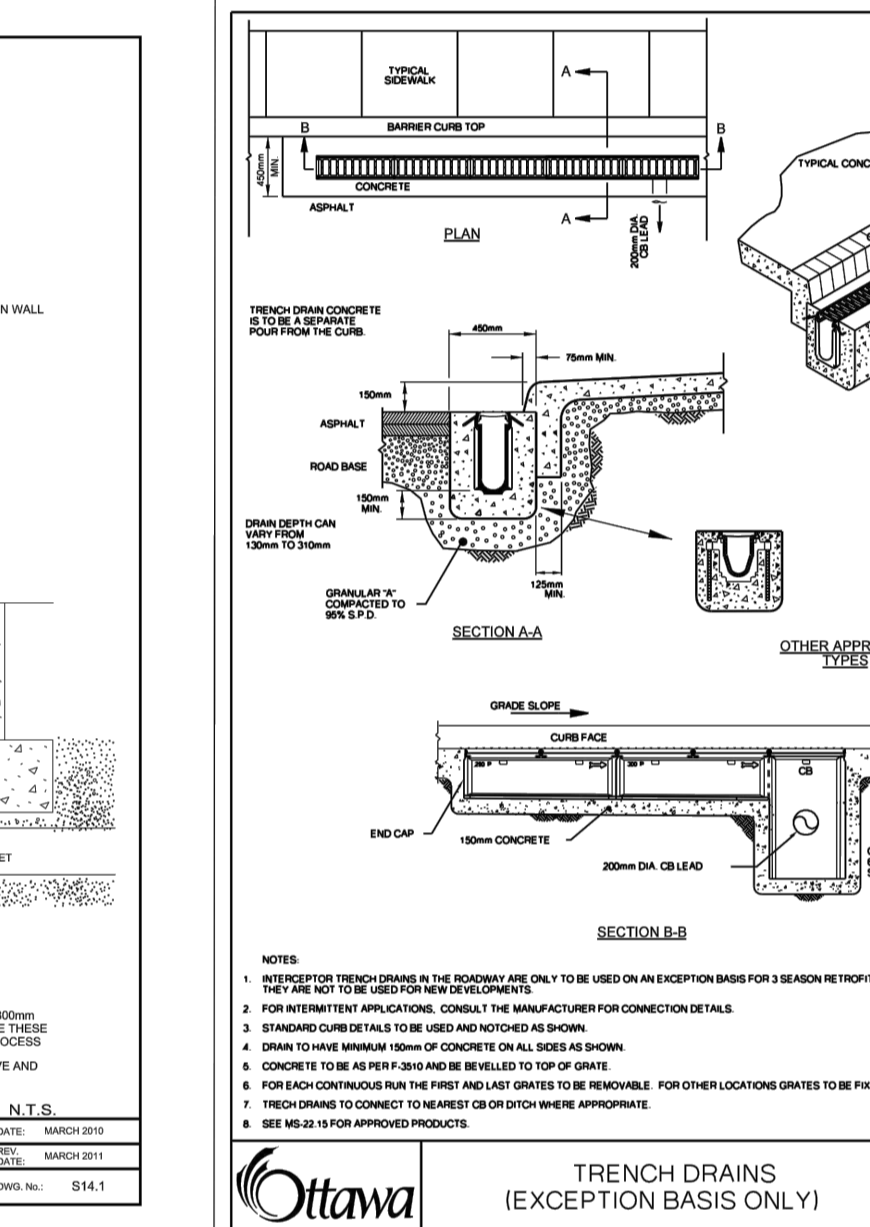 N WALL
ET
E THESE
OCESS
VE AND
N.T.S.
DATE: MARCH 2010
REV. DATE: MARCH 2011
DWG. No.: S14.1
TYPICAL
SIDEWALK
A
B
BARRIER CURB TOP
B
450mm
MIN.
CONCRETE
ASPHALT
A
200mm DIA.
CB LEAD
PLAN
TYPICAL CONC
TRENCH DRAIN CONCRETE
IS TO BE A SEPARATE
POUR FROM THE CURB.
450mm
75mm MIN.
150mm
ASPHALT
ROAD BASE
150mm
MIN.
DRAIN DEPTH CAN
VARY FROM
130mm TO 310mm
125mm
MIN.
GRANULAR "A"
COMPACTED TO
95% S.P.D.
SECTION A-A
OTHER APPR
TYPES
GRADE SLOPE
CURB FACE
CB
END CAP
150mm CONCRETE
200mm DIA. CB LEAD
SECTION B-B
NOTES:
1. INTERCEPTOR TRENCH DRAINS IN THE ROADWAY ARE ONLY TO BE USED ON AN EXCEPTION BASIS FOR 3 SEASON RETROFIT
THEY ARE NOT TO BE USED FOR NEW DEVELOPMENTS.
2. FOR INTERMITTENT APPLICATIONS, CONSULT THE MANUFACTURER FOR CONNECTION DETAILS.
3. STANDARD CURB DETAILS TO BE USED AND NOTCHED AS SHOWN.
4. DRAIN TO HAVE MINIMUM 150mm OF CONCRETE ON ALL SIDES AS SHOWN.
5. CONCRETE TO BE AS PER F-3510 AND BE BEVELLED TO TOP OF GRATE.
6. FOR EACH CONTINUOUS RUN THE FIRST AND LAST GRATES TO BE REMOVABLE. FOR OTHER LOCATIONS GRATES TO BE FIX
7. TRECH DRAINS TO CONNECT TO NEAREST CB OR DITCH WHERE APPROPRIATE.
8. SEE MS-22.15 FOR APPROVED PRODUCTS.
Ottawa
TRENCH DRAINS
(EXCEPTION BASIS ONLY)